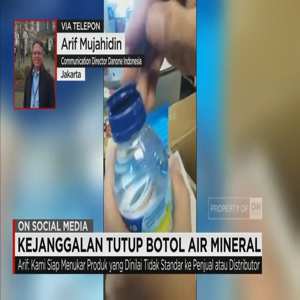 VIA TELEPON
Arif Mujahidin
Communication Director Danone Indonesia
Jakarta
PROPERTY OF
ON SOCIAL MEDIA
KEJANGGALAN TUTUP BOTOL AIR MINERAL
Arif: Kami Siap Menukar Produk yang Dinilai Tidak Standar ke Penjual atau Distributor